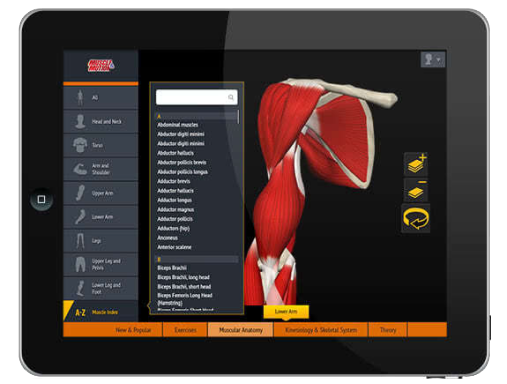 MUSCLE
MOTION
All
Head and Neck
Torso
Arm and
Shoulder
Upper Arm
Lower Arm
Legs
Upper Leg and
Pelvis
Lower Leg and
Foot
A-Z Muscle Index
A
Abdominal muscles
Abductor digiti minimi
Abductor digiti minimi
Abductor hallucis
Abductor pollicis brevis
Abductor pollicis longus
Adductor brevis
Adductor hallucis
Adductor longus
Adductor magnus
Adductor pollicis
Adductors (hip)
Anconeus
Anterior scalene
B
Biceps Brachii
Biceps Brachii, long head
Biceps Brachii, short head
Biceps Femoris Long Head
(Hamstring)
Biceps Femoris Short Head
Lower Arm
New & Popular
Exercises
Muscular Anatomy
Kinesiology & Skeletal System
Theory